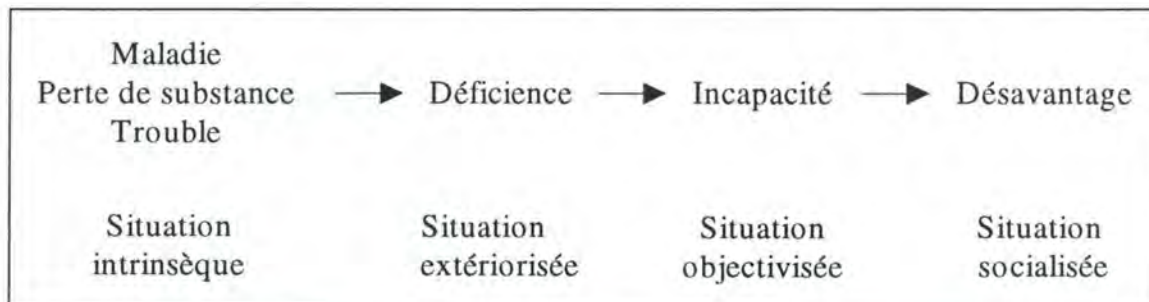 Maladie
Perte de substance → Déficience → Incapacité → Désavantage
Trouble
Situation Situation Situation Situation
intrinsèque extériorisée objectivisée socialisée